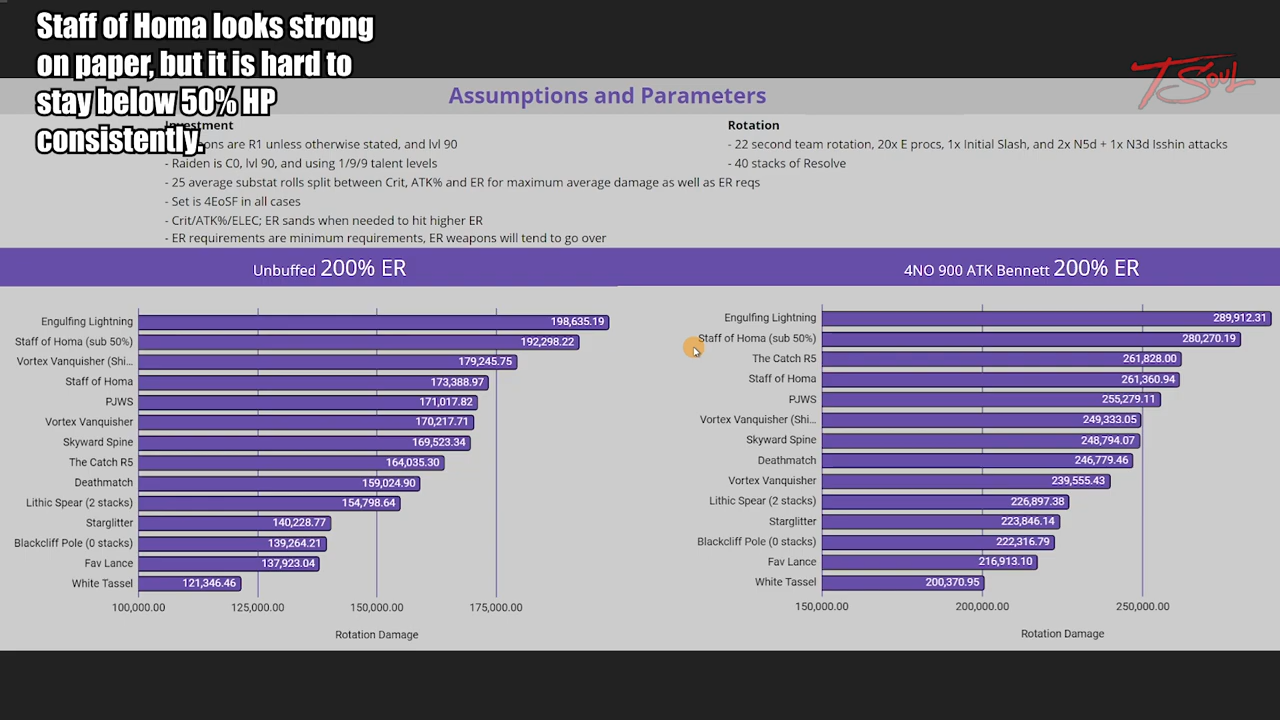 Staff of Homa looks strong
on paper, but it is hard to
stay below 50% HP
consistently.
TSoul
Assumptions and Parameters
Investment
ons are R1 unless otherwise stated, and lvl 90
- Raiden is C0, lvl 90, and using 1/9/9 talent levels
- 25 average substat rolls split between Crit, ATK% and ER for maximum average damage as well as ER reqs
- Set is 4EoSF in all cases
- Crit/ATK%/ELEC; ER sands when needed to hit higher ER
- ER requirements are minimum requirements, ER weapons will tend to go over
Rotation
- 22 second team rotation, 20x E procs, 1x Initial Slash, and 2x N5d + 1x N3d Isshin attacks
- 40 stacks of Resolve
Unbuffed 200% ER
Engulfing Lightning 198,635.19
Staff of Homa (sub 50%) 192,298.22
Vortex Vanquisher (Shi... 179,245.75
Staff of Homa 173,388.97
PJWS 171,017.82
Vortex Vanquisher 170,217.71
Skyward Spine 169,523.34
The Catch R5 164,035.30
Deathmatch 159,024.90
Lithic Spear (2 stacks) 154,798.64
Starglitter 140,228.77
Blackcliff Pole (0 stacks) 139,264.21
Fav Lance 137,923.04
White Tassel 121,346.46
100,000.00 125,000.00 150,000.00 175,000.00
Rotation Damage
4NO 900 ATK Bennett 200% ER
Engulfing Lightning 289,912.31
Staff of Homa (sub 50%) 280,270.19
The Catch R5 261,828.00
Staff of Homa 261,360.94
PJWS 255,279.11
Vortex Vanquisher (Shi... 249,333.05
Skyward Spine 248,794.07
Deathmatch 246,779.46
Vortex Vanquisher 239,555.43
Lithic Spear (2 stacks) 226,897.38
Starglitter 223,846.14
Blackcliff Pole (0 stacks) 222,316.79
Fav Lance 216,913.10
White Tassel 200,370.95
150,000.00 200,000.00 250,000.00
Rotation Damage